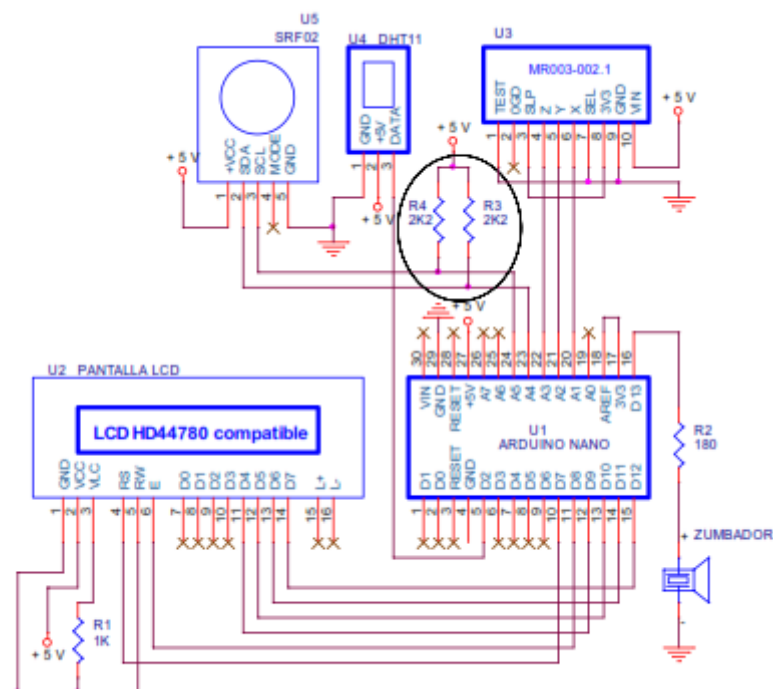 U5
SRF02
U4 DHT11
U3
MR003-002.1
TEST
0GD
SLP
Z
Y
X
SEL
3V3
GND
VIN
1 2 3 4 5 6 7 8 9 10
+ 5 V
+VCC
SDA
SCL
MODE
GND
1 2 3 4 5
+ 5 V
GND
+5V
DATA
1 2 3
+ 5 V
+ 5 V
R4
2K2
R3
2K2
+ 5 V
30 29 28 27 26 25 24 23 22 21 20 19 18 17 16
VIN
GND
RESET
+5V
A7
A6
A5
A4
A3
A2
A1
A0
AREF
3V3
D13
U1
ARDUINO NANO
D1
D0
RESET
GND
D2
D3
D4
D5
D6
D7
D8
D9
D10
D11
D12
1 2 3 4 5 6 7 8 9 10 11 12 13 14 15
U2 PANTALLA LCD
LCD HD44780 compatible
GND
VCC
VLC
RS
RW
E
D0
D1
D2
D3
D4
D5
D6
D7
L+
L-
1 2 3 4 5 6 7 8 9 10 11 12 13 14 15 16
R2
180
+ ZUMBADOR
-
R1
1K
+ 5 V